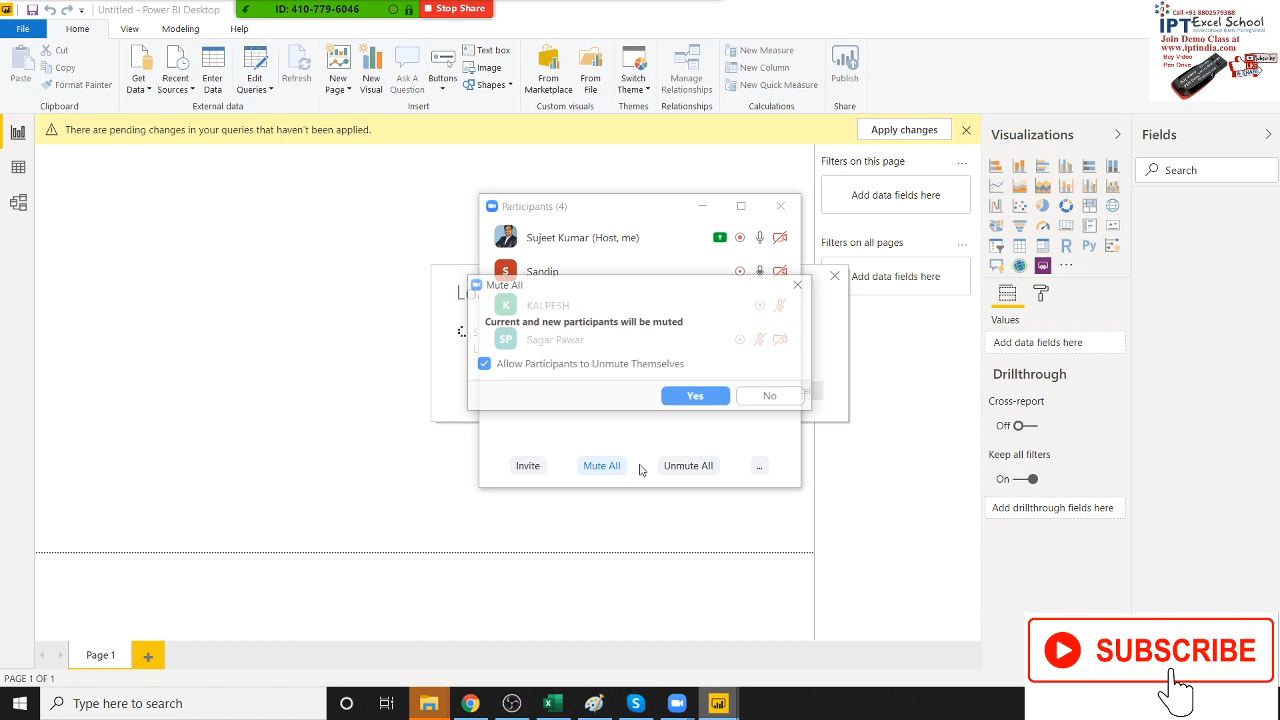 Untitled - Power BI Desktop
ID: 410-779-6046
Stop Share
File
Home
View
Modeling
Help
Paste
Cut
Copy
Format Painter
Clipboard
Get Data
Recent Sources
Enter Data
Edit Queries
Refresh
External data
New Page
New Visual
Ask A Question
Buttons
Text box
Image
Shapes
Insert
From Marketplace
From File
Custom visuals
Switch Theme
Themes
Manage Relationships
Relationships
New Measure
New Column
New Quick Measure
Calculations
Publish
Share
Call +91 8802579388
IPT Excel School
Join Demo Class at
www.iptindia.com
Buy Video
Pen Drive
There are pending changes in your queries that haven't been applied.
Apply changes
Filters on this page
...
Add data fields here
Filters on all pages
...
Add data fields here
Visualizations
Values
Add data fields here
Drillthrough
Cross-report
Off
Keep all filters
On
Add drillthrough fields here
Fields
Search
Participants (4)
Sujeet Kumar (Host, me)
S Sandip
K KALPESH
SP Sagar Pawar
Mute All
Current and new participants will be muted
Allow Participants to Unmute Themselves
Yes
No
Invite
Mute All
Unmute All
...
Page 1
PAGE 1 OF 1
SUBSCRIBE
Type here to search